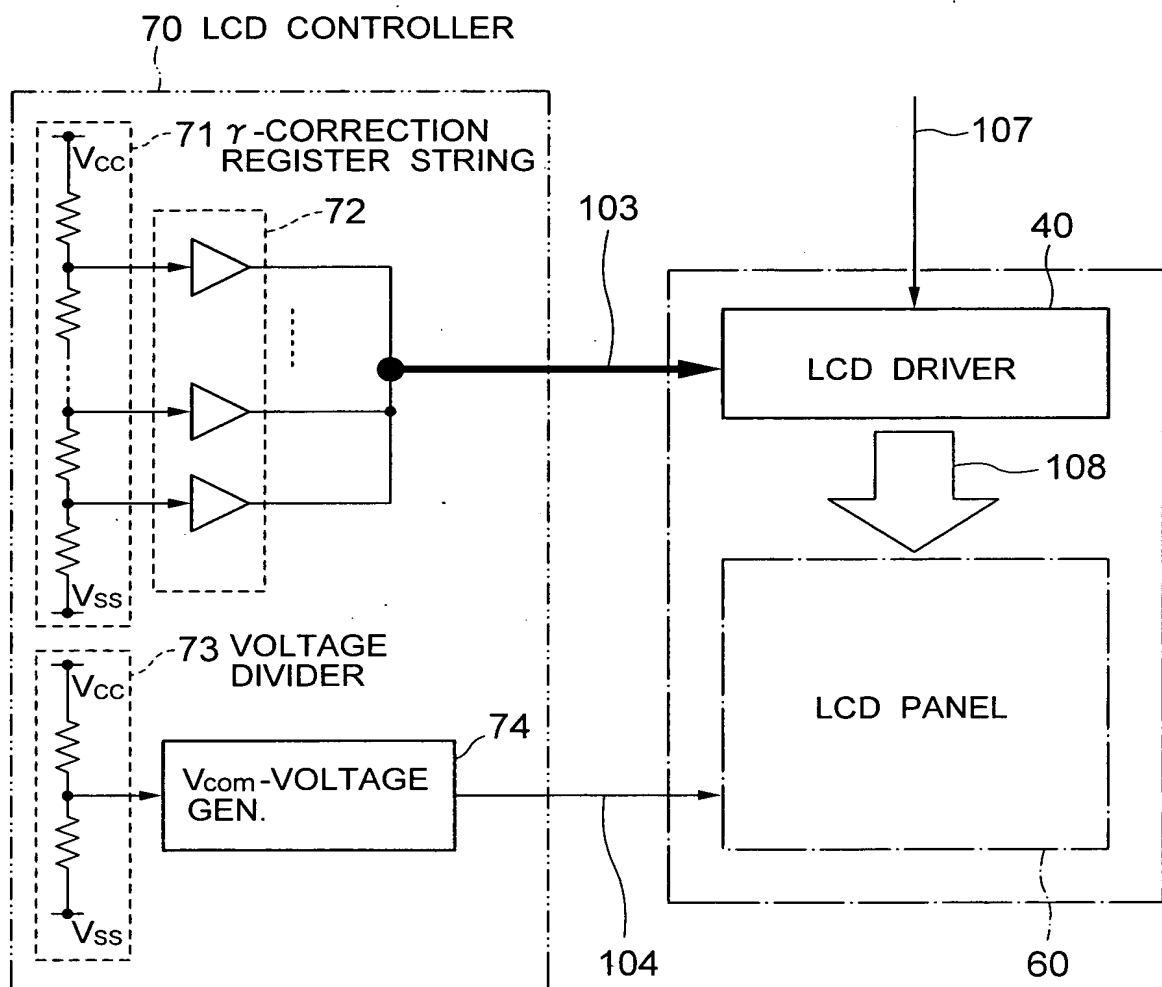 70 LCD CONTROLLER
71 γ-CORRECTION
REGISTER STRING
VCC
72
103
107
40
LCD DRIVER
108
VSS
73 VOLTAGE
DIVIDER
VCC
LCD PANEL
74
Vcom-VOLTAGE
GEN.
VSS
104
60